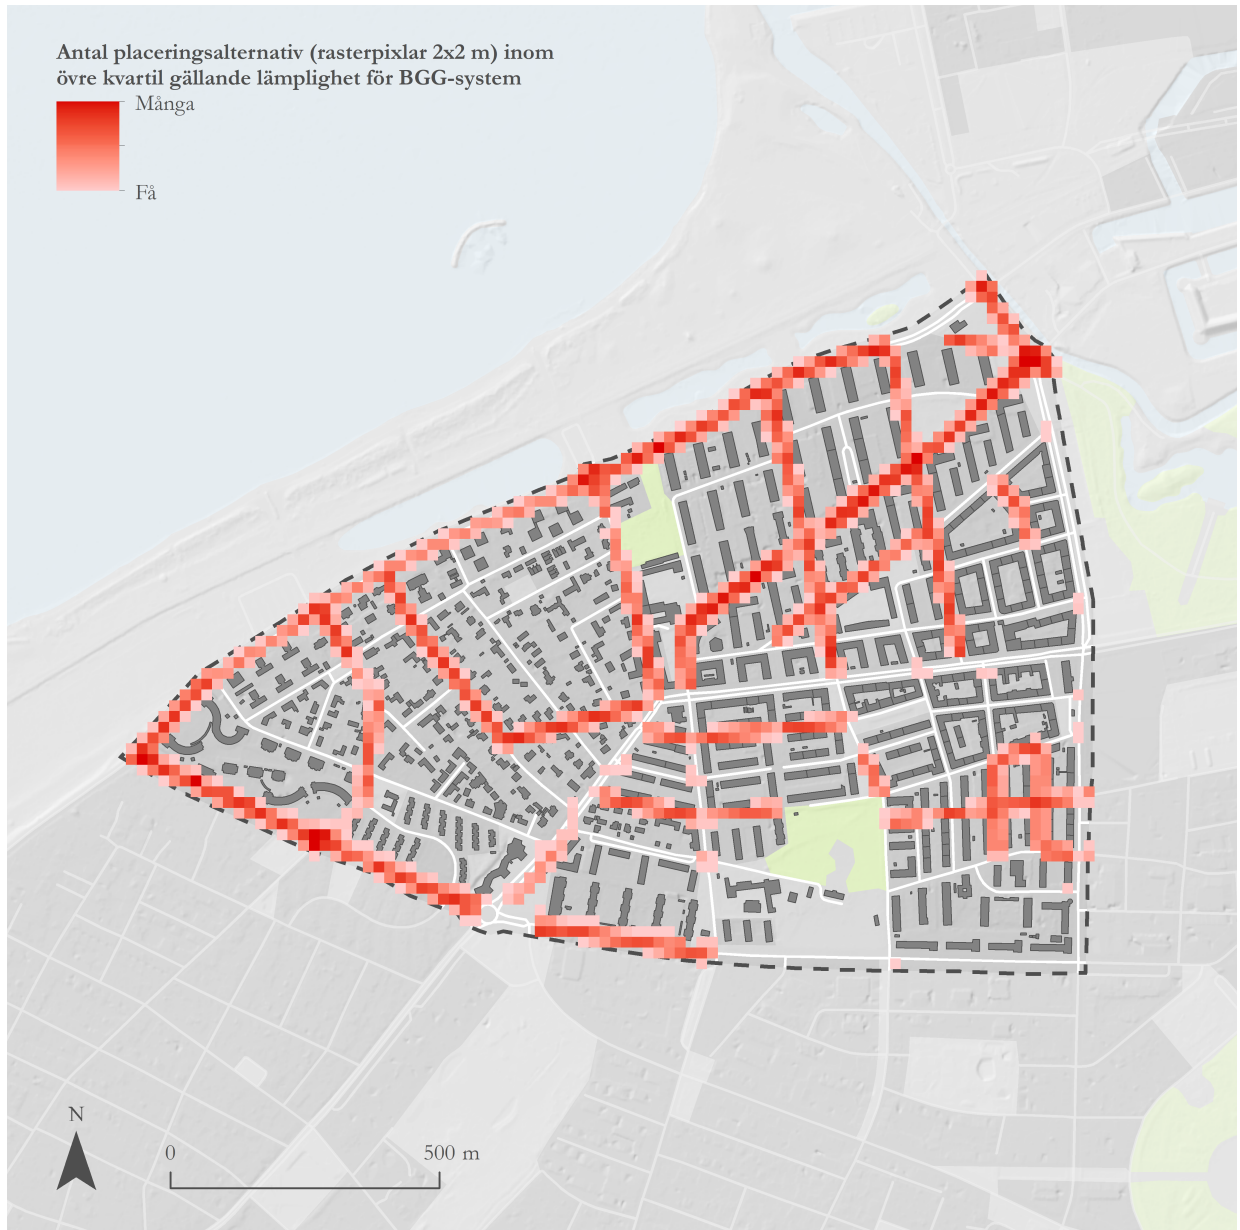 Antal placeringsalternativ (rasterpixlar 2x2 m) inom
övre kvartil gällande lämplighet för BGG-system
Många
Få
N
0
500 m